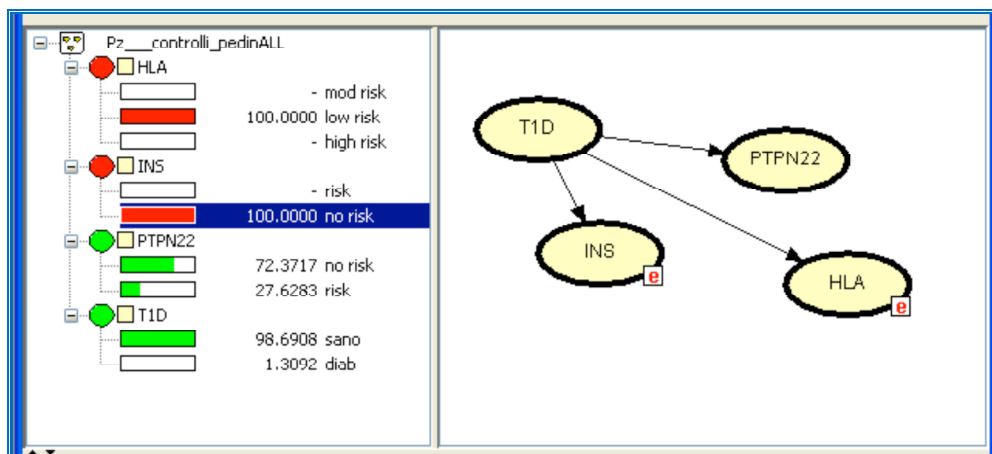 Pz___controlli_pedinALL
HLA
- mod risk
100.0000 low risk
- high risk
INS
- risk
100.0000 no risk
PTPN22
72.3717 no risk
27.6283 risk
T1D
98.6908 sano
1.3092 diab
T1D
PTPN22
INS
e
HLA
e